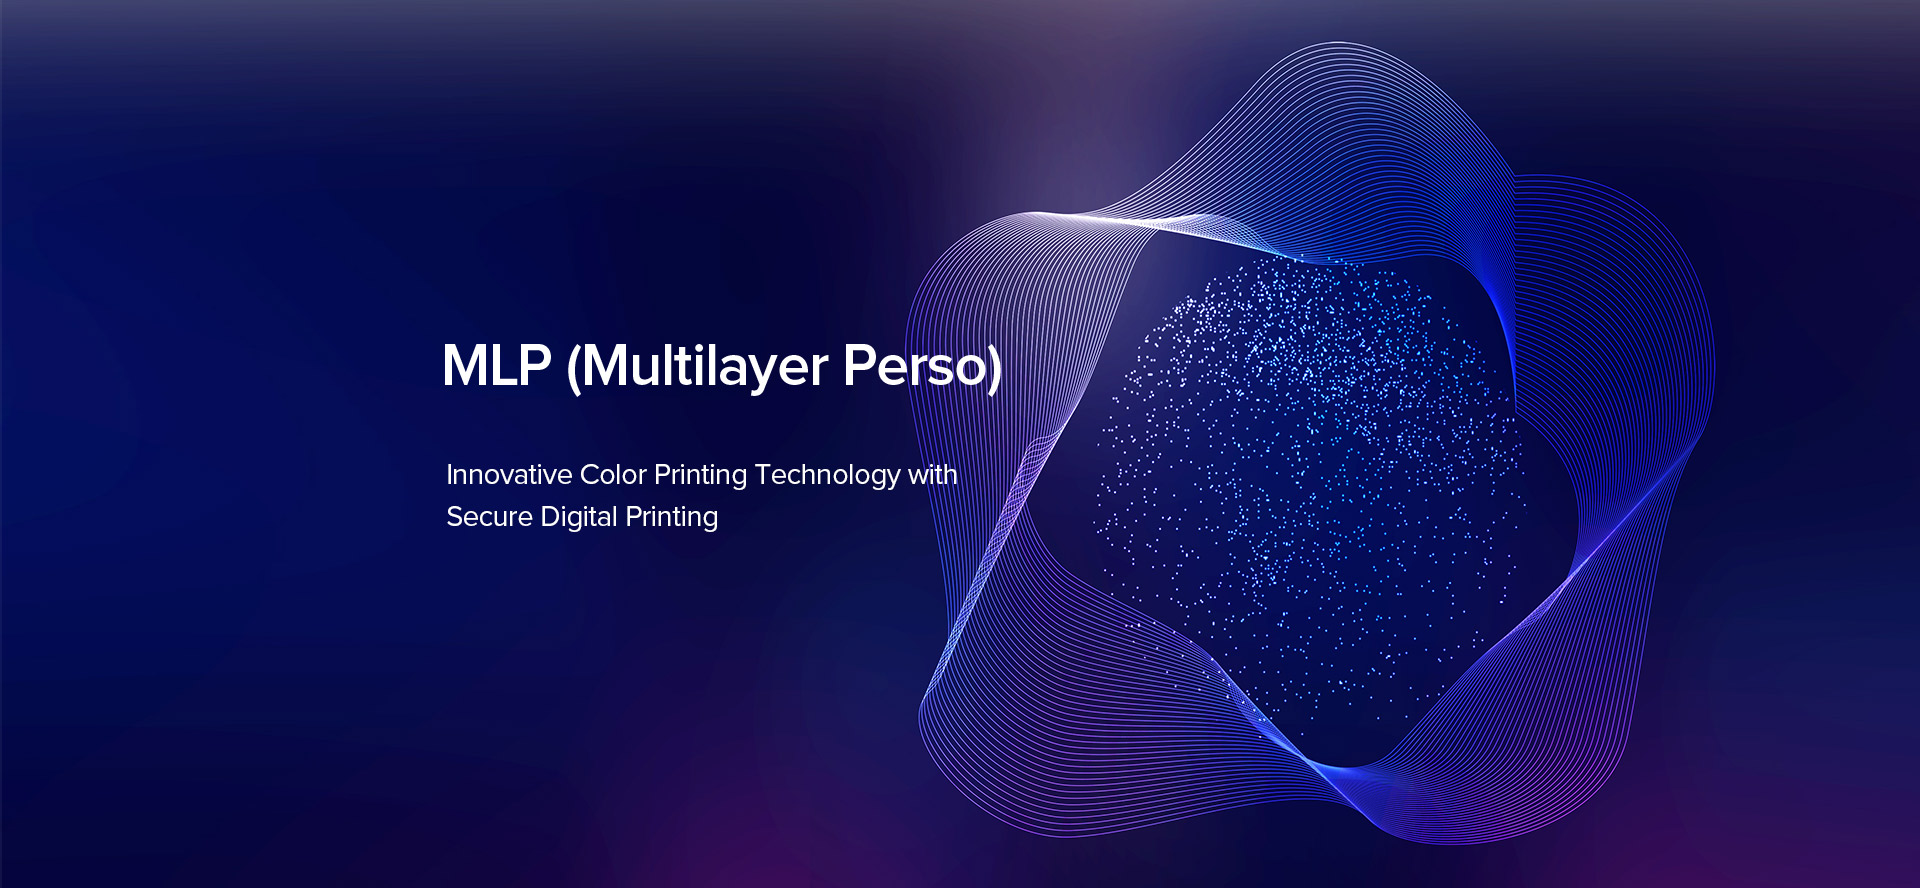 MLP (Multilayer Perso)
Innovative Color Printing Technology with
Secure Digital Printing